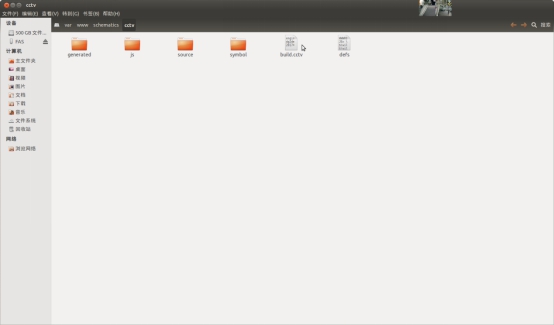 cctv
文件(F) 编辑(E) 查看(V) 转到(G) 书签(B) 帮助(H)
var www schematics cctv 搜索
设备
500 GB 文件...
FAS
计算机
主文件夹
桌面
视频
图片
文档
下载
音乐
文件系统
回收站
网络
浏览网络
generated js source symbol build.cctv defs